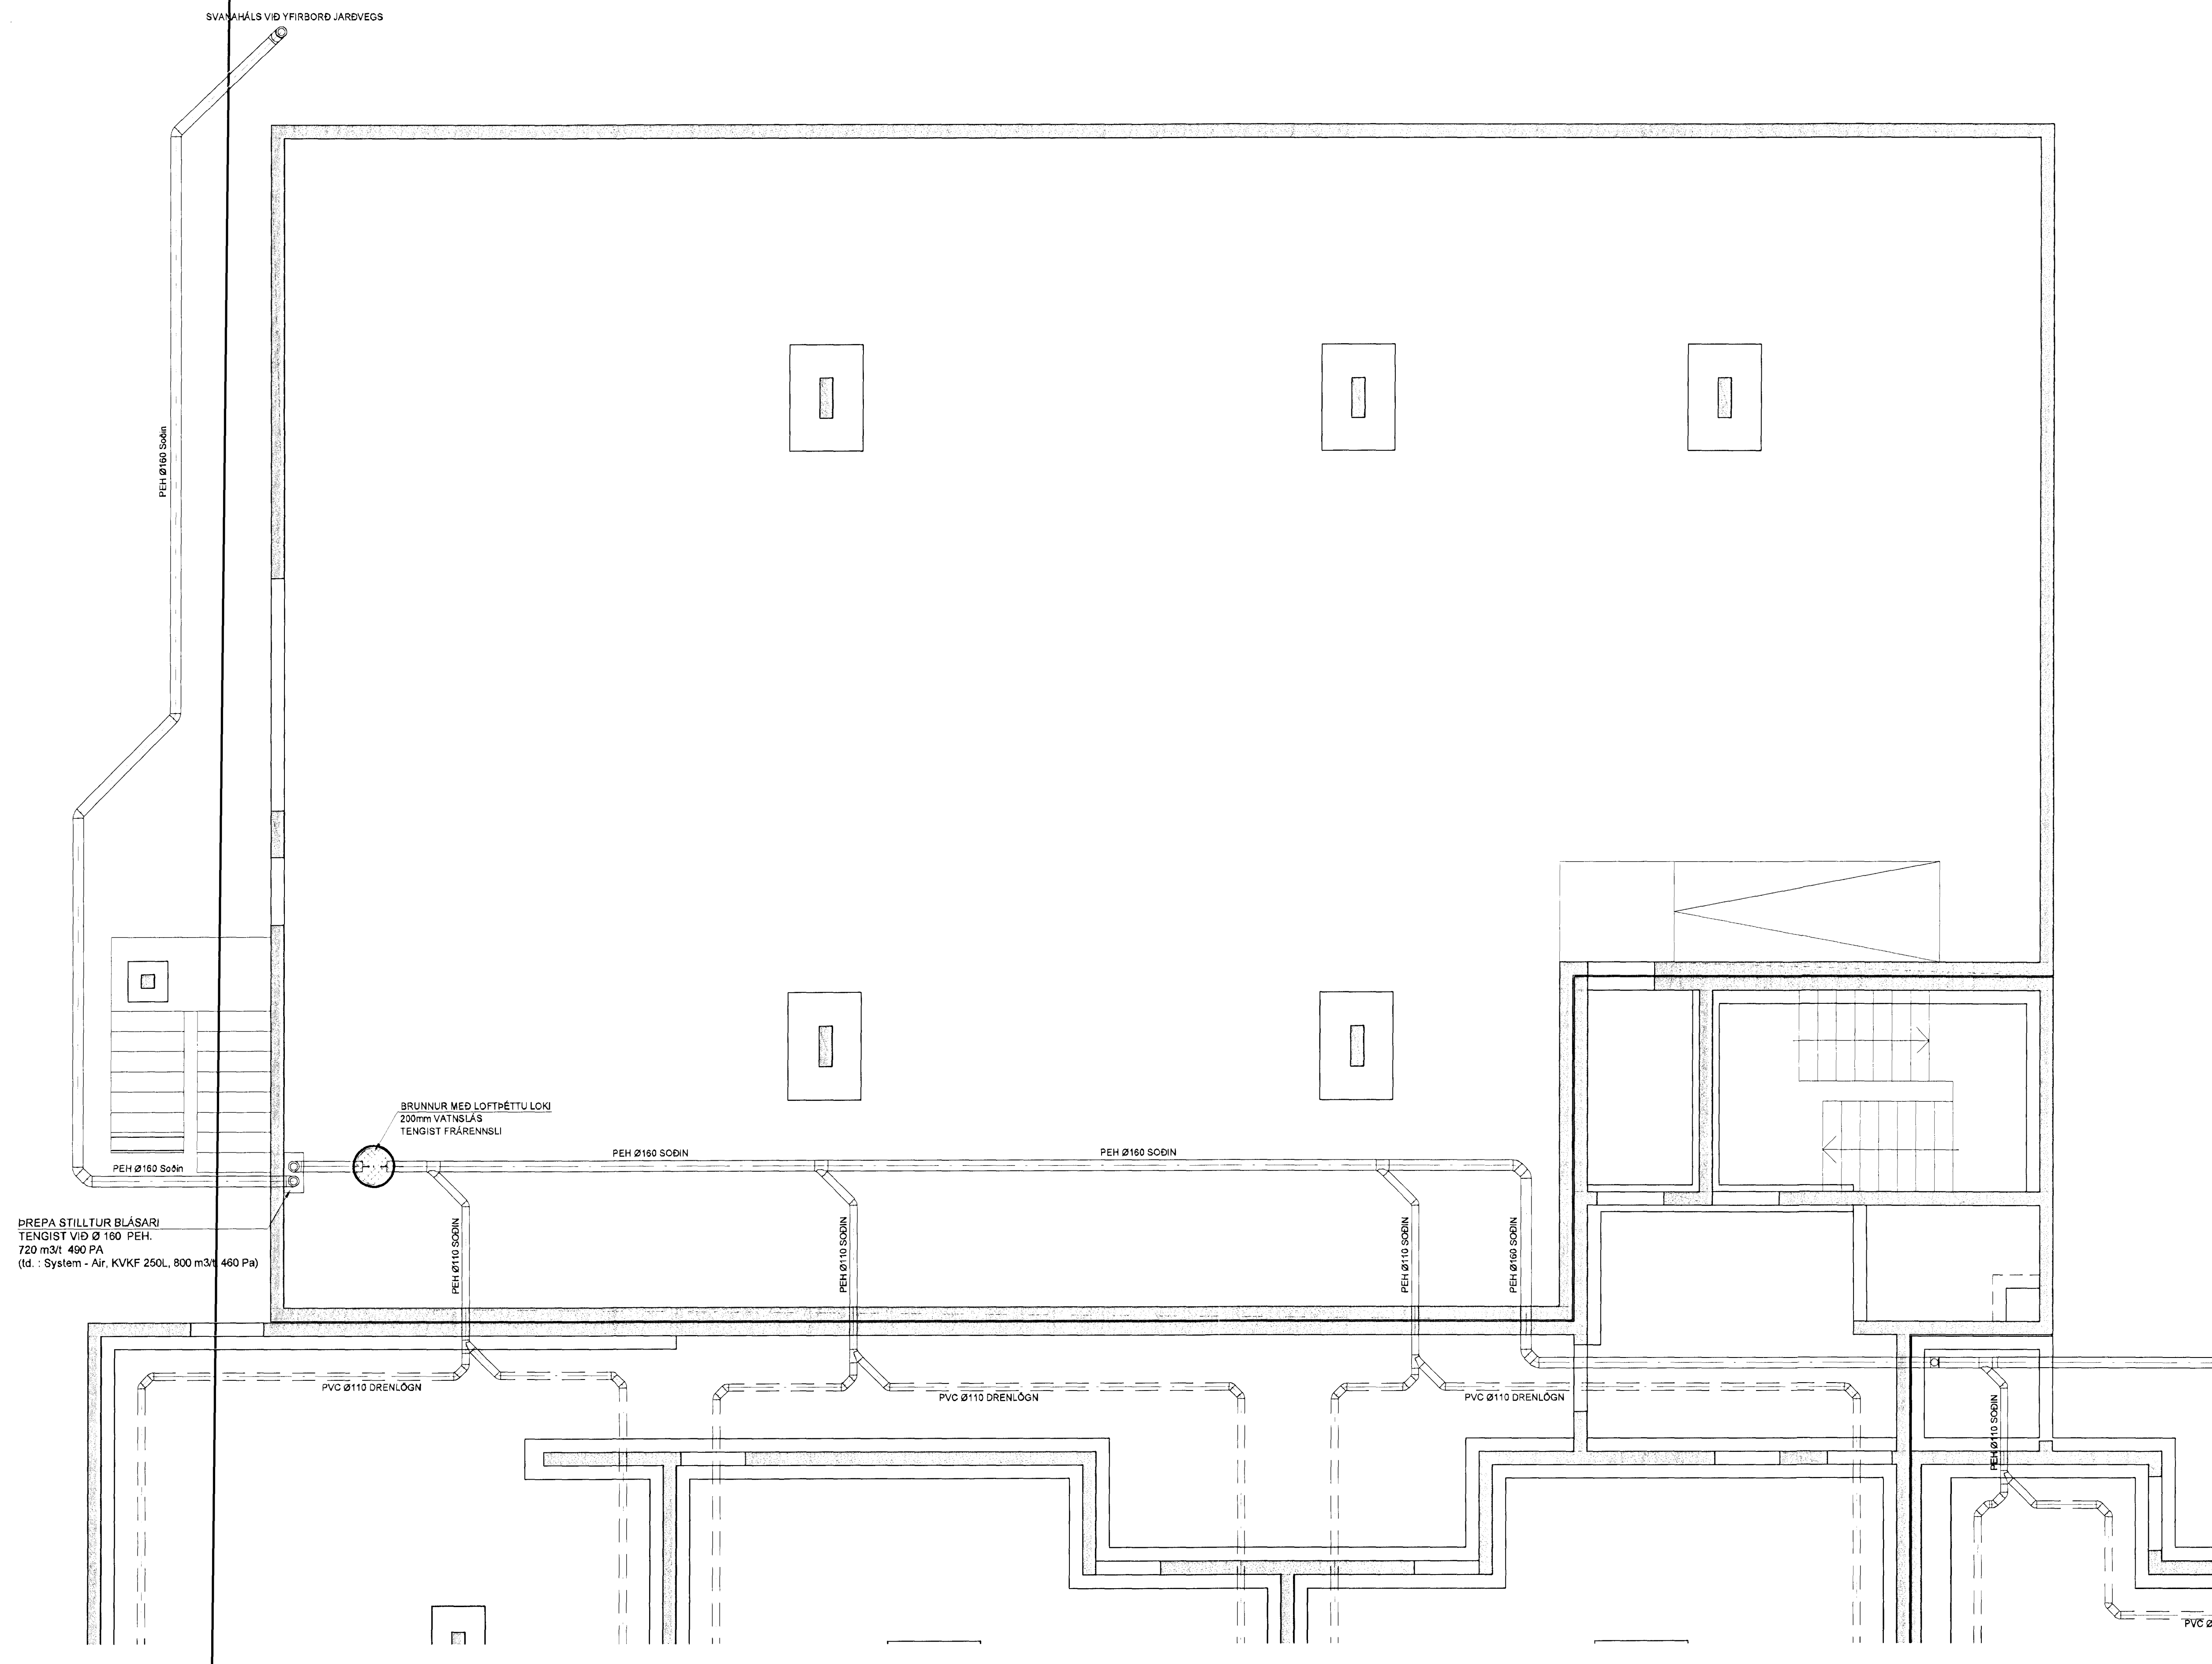 SVANAHÁLS VIÐ YFIRBORÐ JARÐVEGS
PEH Ø160 Soðin
BRUNNUR MEÐ LOFTÞÉTTU LOKI
200mm VATNSLÁS
TENGIST FRÁRENNSLI
PEH Ø160 SOÐIN
PEH Ø160 SOÐIN
PEH Ø160 Soðin
ÞREPA STILLTUR BLÁSARI
TENGIST VIÐ Ø 160 PEH.
720 m3/t 490 PA
(td. : System - Air, KVKF 250L, 800 m3/t 460 Pa)
PEH Ø110 SOÐIN
PEH Ø110 SOÐIN
PEH Ø110 SOÐIN
PEH Ø160 SOÐIN
PVC Ø110 DRENLÖGN
PVC Ø110 DRENLÖGN
PVC Ø110 DRENLÖGN
PEH Ø110 SOÐIN
PVC Ø